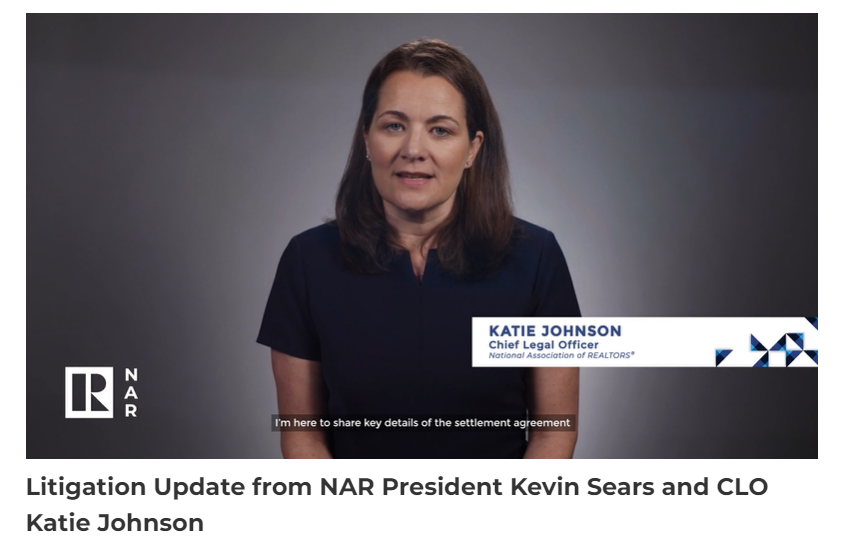 KATIE JOHNSON
Chief Legal Officer
National Association of REALTORS®
R
N
A
R
I'm here to share key details of the settlement agreement
Litigation Update from NAR President Kevin Sears and CLO
Katie Johnson